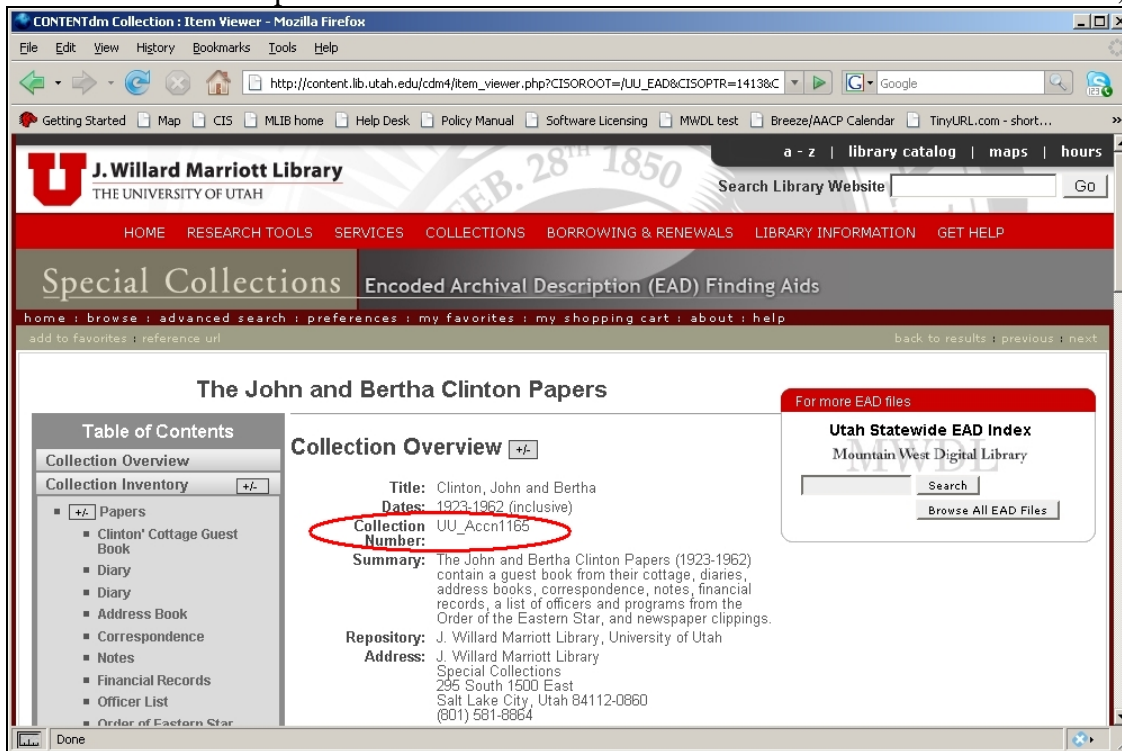 CONTENTdm Collection : Item Viewer - Mozilla Firefox
File Edit View History Bookmarks Tools Help
http://content.lib.utah.edu/cdm4/item_viewer.php?CISOROOT=/UU_EAD&CISOPTR=1413&C
Google
Getting Started Map CIS MLIB home Help Desk Policy Manual Software Licensing MWDL test Breeze/AACP Calendar TinyURL.com - short... »
FEB. 28TH 1850
a - z | library catalog | maps | hours
J. Willard Marriott Library
THE UNIVERSITY OF UTAH
Search Library Website Go
HOME RESEARCH TOOLS SERVICES COLLECTIONS BORROWING & RENEWALS LIBRARY INFORMATION GET HELP
Special Collections Encoded Archival Description (EAD) Finding Aids
home : browse : advanced search : preferences : my favorites : my shopping cart : about : help
add to favorites : reference url back to results : previous : next
The John and Bertha Clinton Papers
Table of Contents
Collection Overview
Collection Inventory +/-
+/- Papers
Clinton' Cottage Guest
Book
Diary
Diary
Address Book
Correspondence
Notes
Financial Records
Officer List
Order of Eastern Star
Collection Overview +/-
Title: Clinton, John and Bertha
Dates: 1923-1962 (inclusive)
Collection UU_Accn1165
Number:
Summary: The John and Bertha Clinton Papers (1923-1962)
contain a guest book from their cottage, diaries,
address books, correspondence, notes, financial
records, a list of officers and programs from the
Order of the Eastern Star, and newspaper clippings.
Repository: J. Willard Marriott Library, University of Utah
Address: J. Willard Marriott Library
Special Collections
295 South 1500 East
Salt Lake City, Utah 84112-0860
(801) 581-8864
For more EAD files
Utah Statewide EAD Index
MWDL
Mountain West Digital Library
Search
Browse All EAD Files
Done